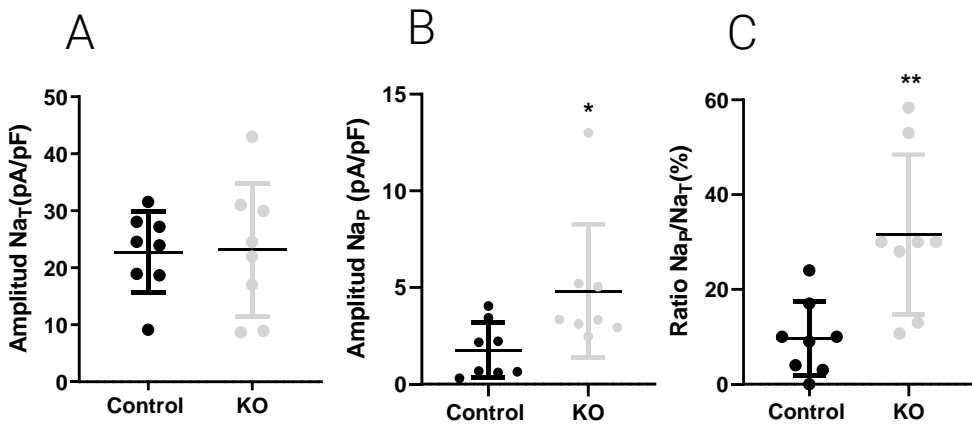 A
B
C
Amplitud NaT(pA/pF)
50
40
30
20
10
0
Control
KO
Amplitud NaP (pA/pF)
15
10
5
0
*
Control
KO
Ratio NaP/NaT(%)
60
40
20
0
**
Control
KO